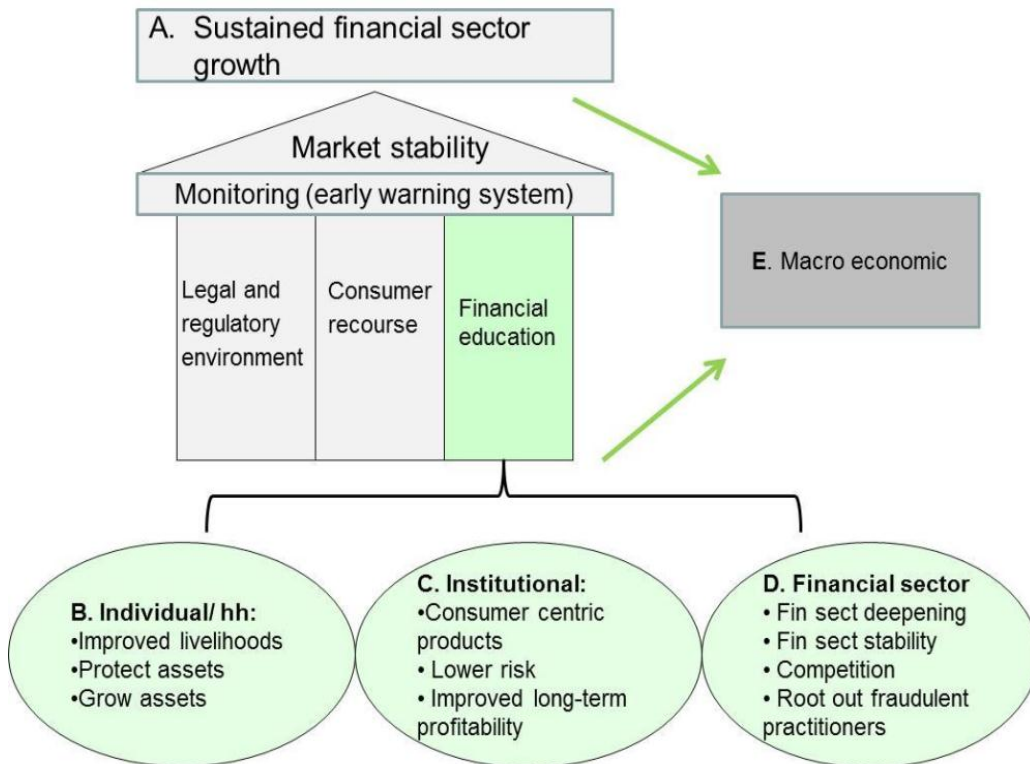 A. Sustained financial sector
growth
Market stability
Monitoring (early warning system)
Legal and
regulatory
environment
Consumer
recourse
Financial
education
E. Macro economic
B. Individual/ hh:
•Improved livelihoods
•Protect assets
•Grow assets
C. Institutional:
•Consumer centric
products
• Lower risk
• Improved long-term
profitability
D. Financial sector
• Fin sect deepening
• Fin sect stability
• Competition
• Root out fraudulent
practitioners